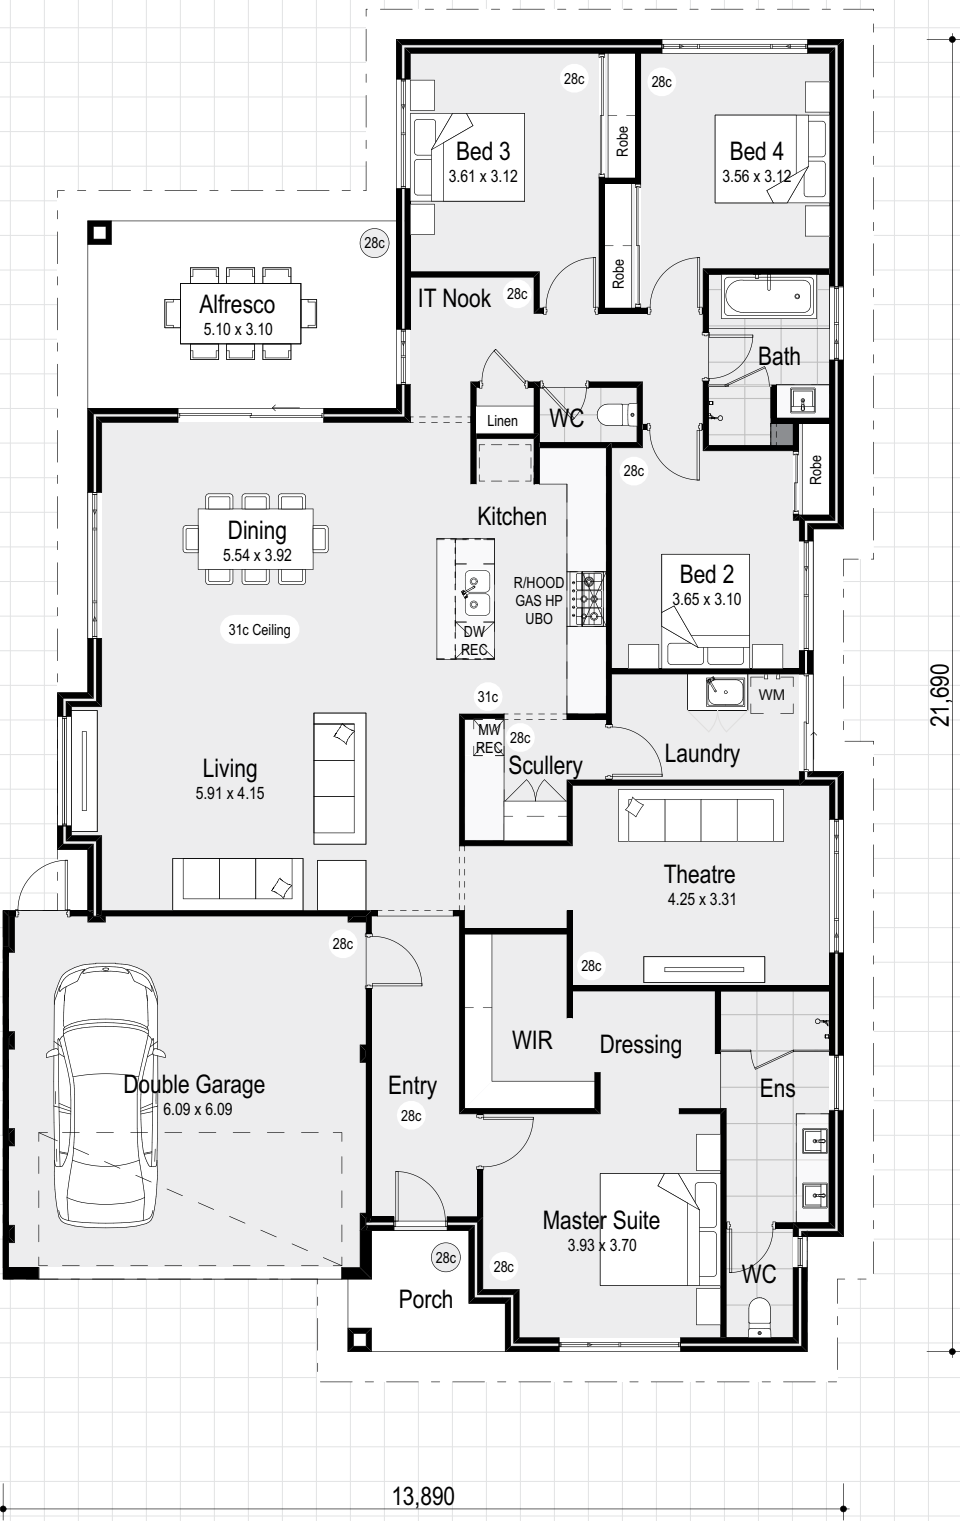 28c
28c
Robe
Bed 3
3.61 x 3.12
Bed 4
3.56 x 3.12
28c
Robe
IT Nook
28c
Alfresco
5.10 x 3.10
Bath
Linen
WC
28c
Robe
Kitchen
Dining
5.54 x 3.92
R/HOOD
GAS HP
UBO
Bed 2
3.65 x 3.10
31c Ceiling
DW
REC
31c
WM
21,690
MW
REC
28c
Scullery
Laundry
Living
5.91 x 4.15
Theatre
4.25 x 3.31
28c
28c
WIR
Dressing
Double Garage
6.09 x 6.09
Entry
28c
Ens
Master Suite
3.93 x 3.70
28c
28c
WC
Porch
13,890